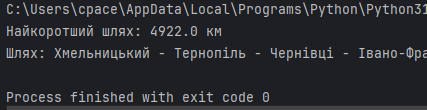 C:\Users\cpace\AppData\Local\Programs\Python\Python31
Найкоротший шлях: 4922.0 км
Шлях: Хмельницький - Тернопіль - Чернівці - Івано-Фра
Process finished with exit code 0